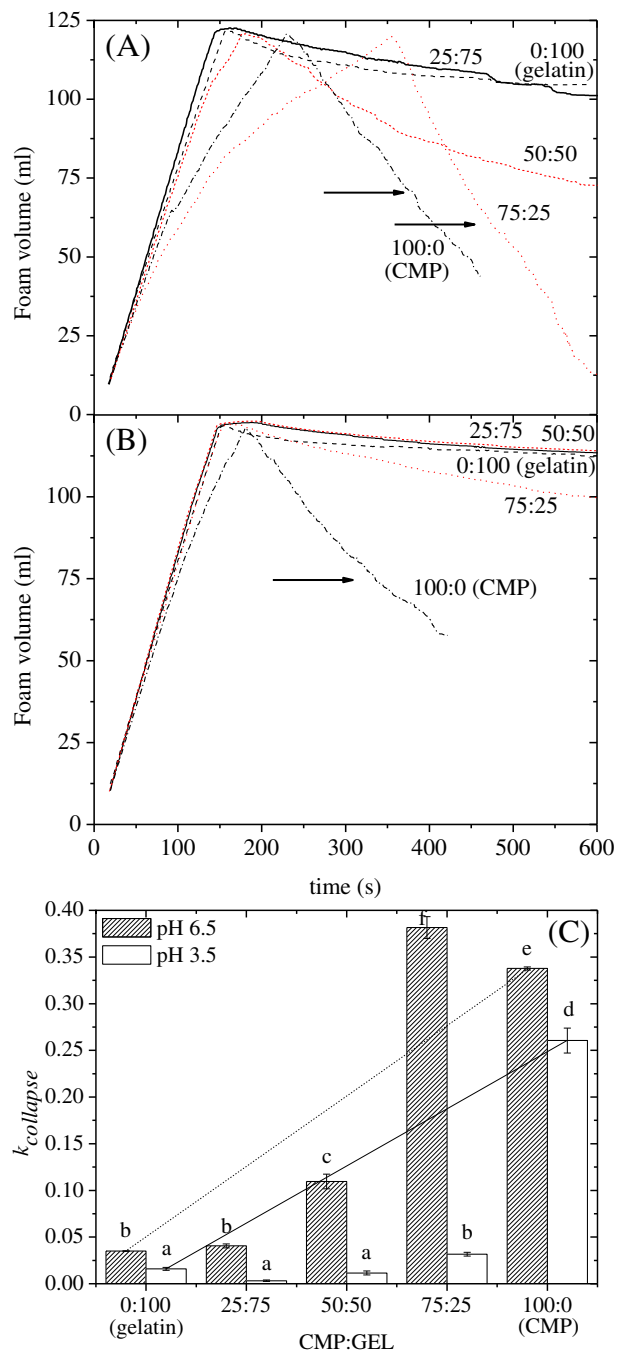 125
(A)
25:75
0:100
(gelatin)
100
50:50
75
75:25
100:0
(CMP)
50
25
0
Foam volume (ml)
(B)
25:75
50:50
0:100 (gelatin)
100
75:25
75
100:0 (CMP)
50
25
0
Foam volume (ml)
0 100 200 300 400 500 600
time (s)
0.40
pH 6.5
pH 3.5
f
(C)
0.35
e
0.30
d
0.25
0.20
0.15
c
0.10
0.05
b
a
b
a
a
b
0.00
k collapse
0:100
(gelatin)
25:75
50:50
75:25
100:0
(CMP)
CMP:GEL